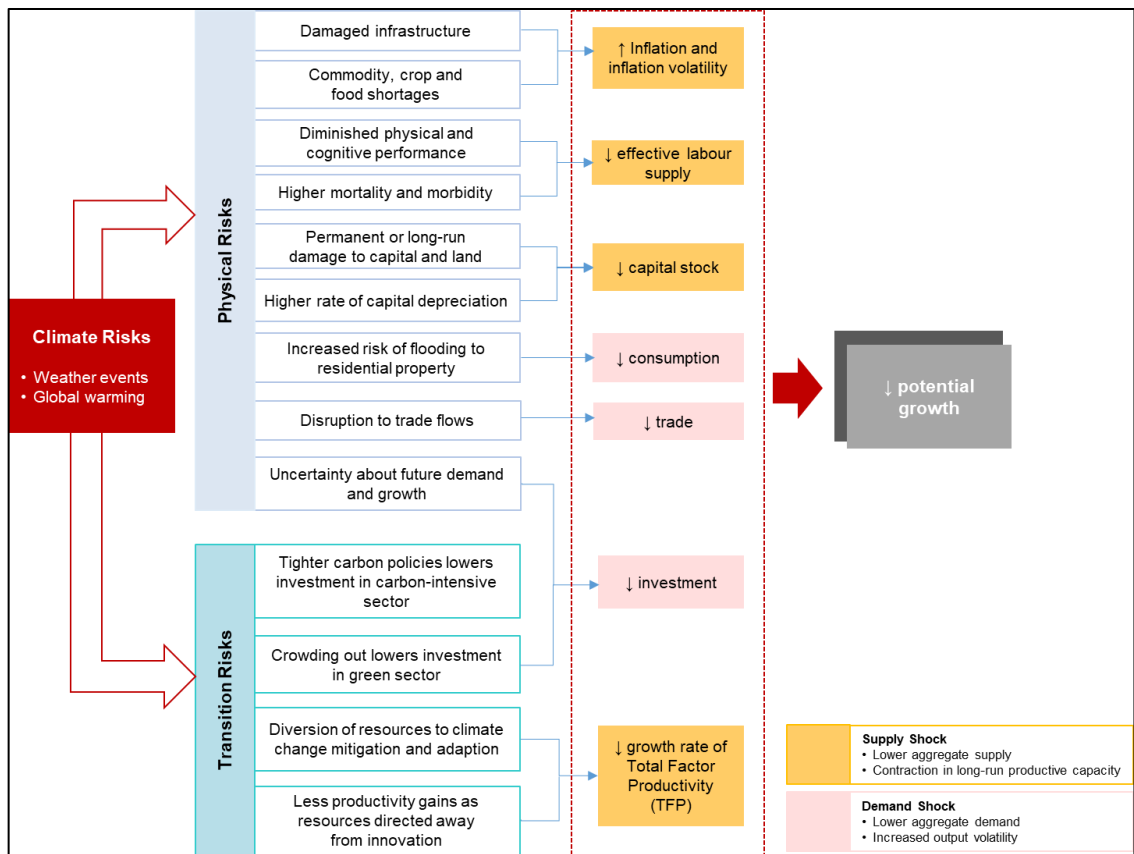 Climate Risks
• Weather events
• Global warming
Physical Risks
Damaged infrastructure
Commodity, crop and
food shortages
Diminished physical and
cognitive performance
Higher mortality and morbidity
Permanent or long-run
damage to capital and land
Higher rate of capital depreciation
Increased risk of flooding to
residential property
Disruption to trade flows
Uncertainty about future demand
and growth
Transition Risks
Tighter carbon policies lowers
investment in carbon-intensive
sector
Crowding out lowers investment
in green sector
Diversion of resources to climate
change mitigation and adaption
Less productivity gains as
resources directed away
from innovation
↑ Inflation and
inflation volatility
↓ effective labour
supply
↓ capital stock
↓ consumption
↓ trade
↓ investment
↓ growth rate of
Total Factor
Productivity
(TFP)
↓ potential
growth
Supply Shock
• Lower aggregate supply
• Contraction in long-run productive capacity
Demand Shock
• Lower aggregate demand
• Increased output volatility